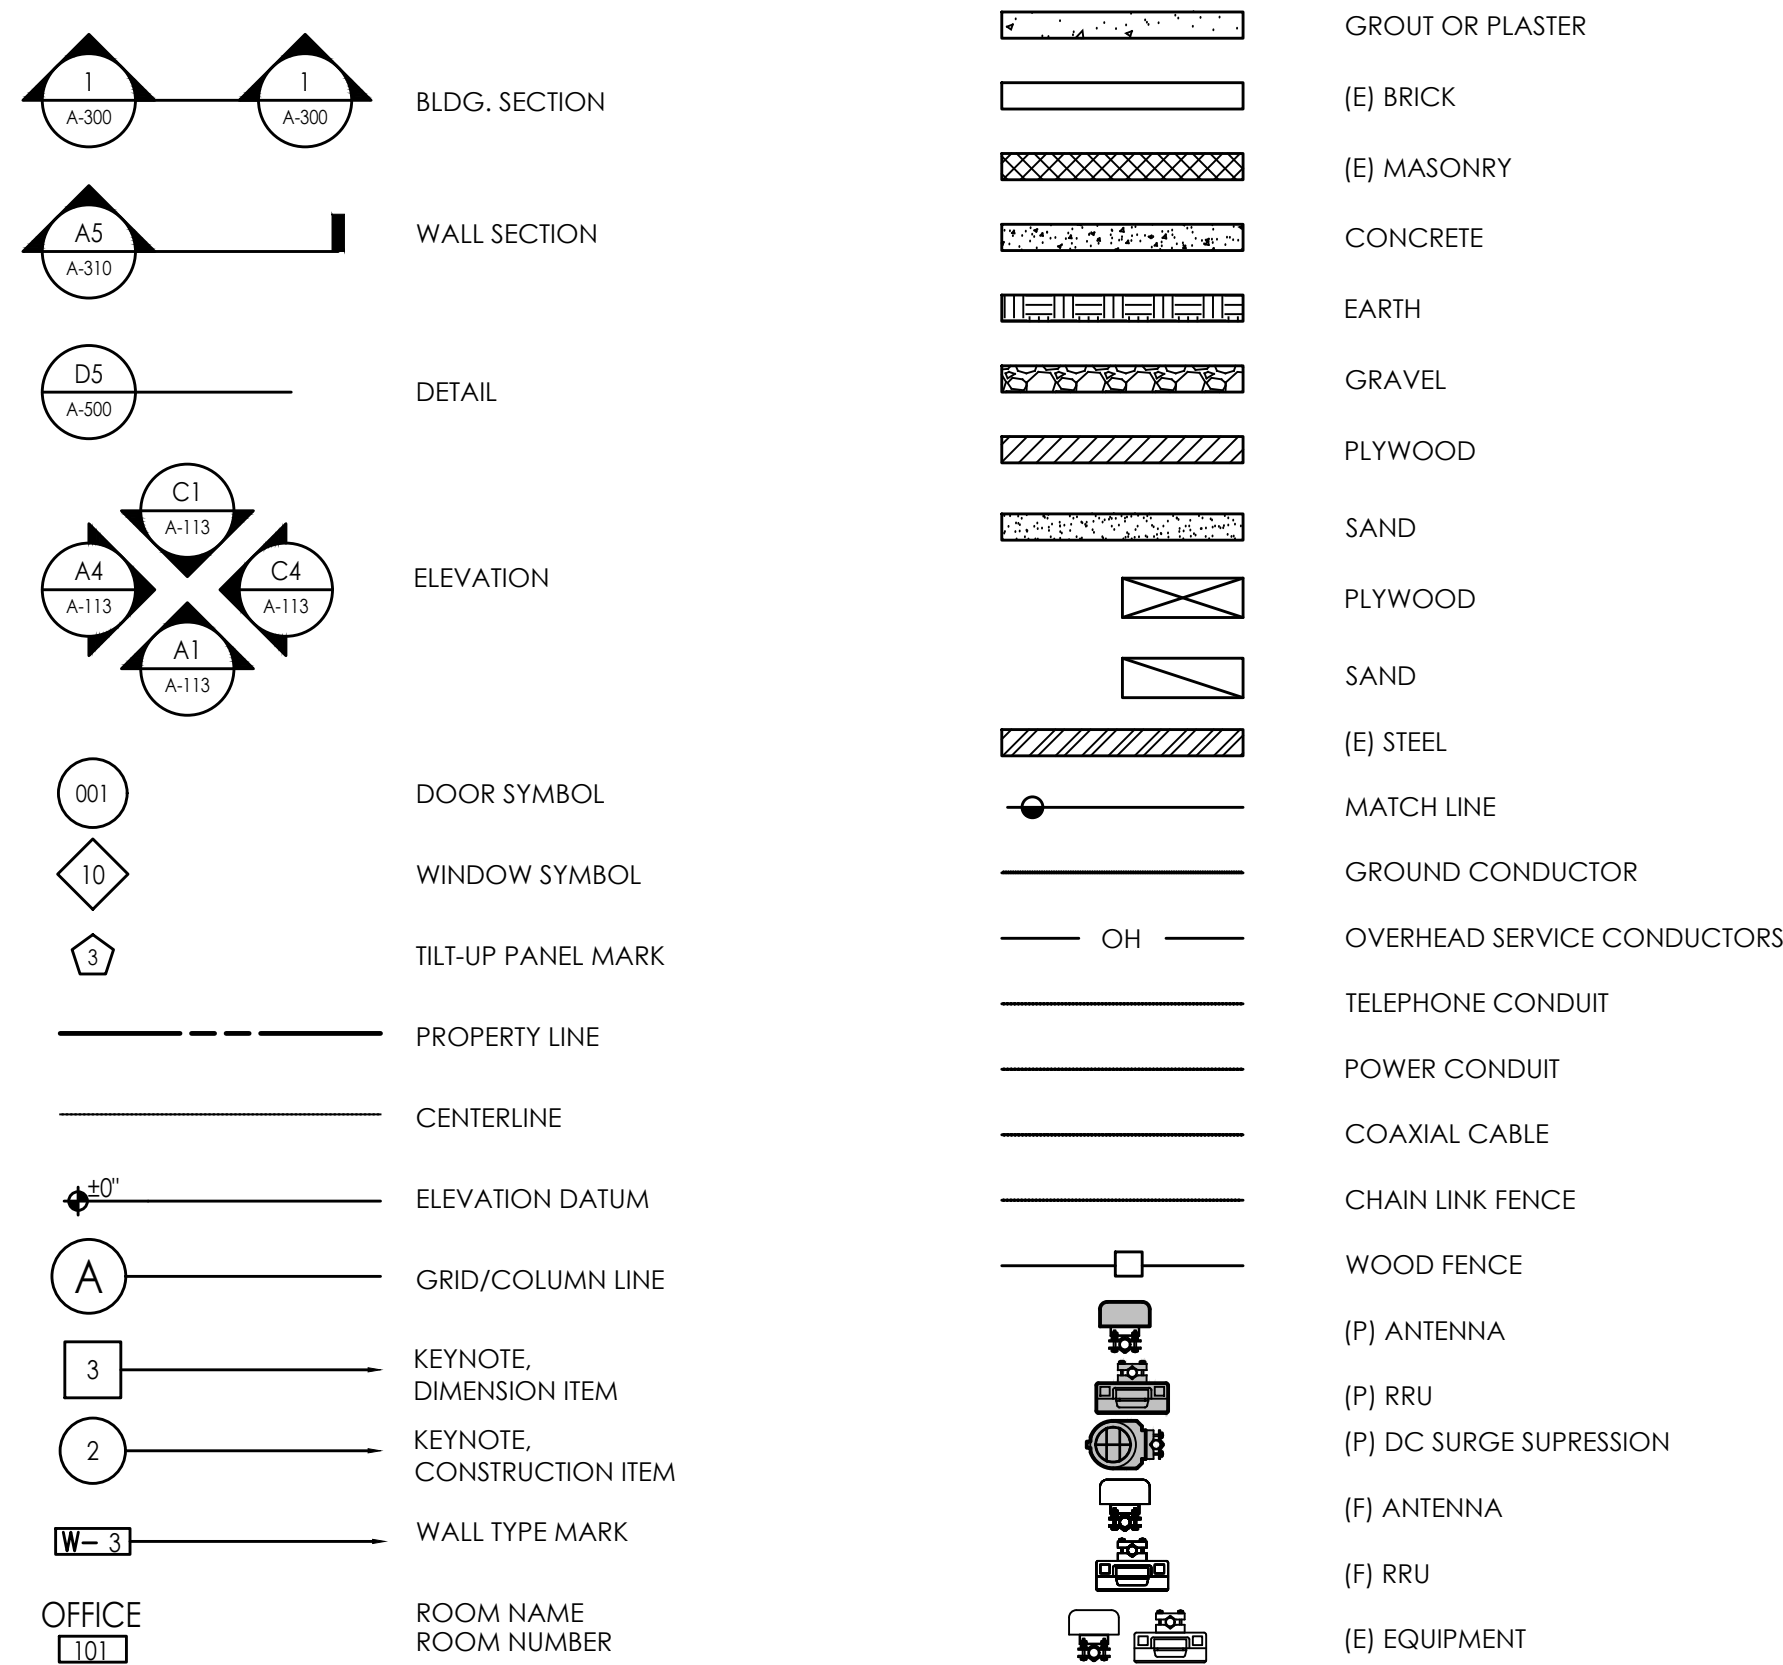 1
A-300
1
A-300
BLDG. SECTION
A5
A-310
WALL SECTION
D5
A-500
DETAIL
C1
A-113
A4
A-113
C4
A-113
A1
A-113
ELEVATION
001
DOOR SYMBOL
10
WINDOW SYMBOL
3
TILT-UP PANEL MARK
PROPERTY LINE
CENTERLINE
±0"
ELEVATION DATUM
A
GRID/COLUMN LINE
3
KEYNOTE,
DIMENSION ITEM
2
KEYNOTE,
CONSTRUCTION ITEM
W- 3
WALL TYPE MARK
OFFICE
101
ROOM NAME
ROOM NUMBER
GROUT OR PLASTER
(E) BRICK
(E) MASONRY
CONCRETE
EARTH
GRAVEL
PLYWOOD
SAND
PLYWOOD
SAND
(E) STEEL
MATCH LINE
GROUND CONDUCTOR
OH
OVERHEAD SERVICE CONDUCTORS
TELEPHONE CONDUIT
POWER CONDUIT
COAXIAL CABLE
CHAIN LINK FENCE
WOOD FENCE
(P) ANTENNA
(P) RRU
(P) DC SURGE SUPRESSION
(F) ANTENNA
(F) RRU
(E) EQUIPMENT